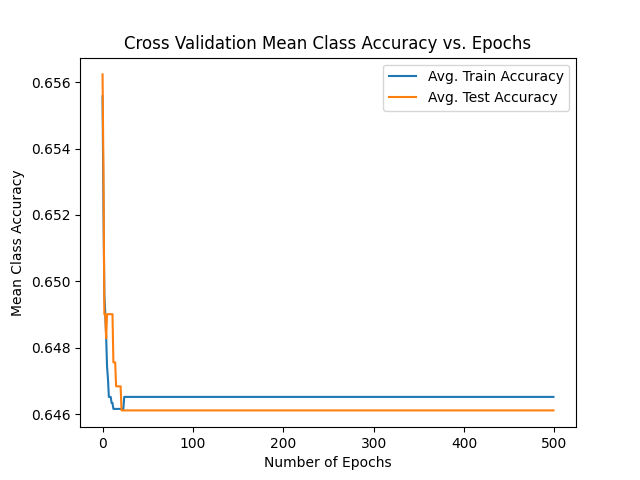 Cross Validation Mean Class Accuracy vs. Epochs
Avg. Train Accuracy
Avg. Test Accuracy
Mean Class Accuracy
0.656
0.654
0.652
0.650
0.648
0.646
0 100 200 300 400 500
Number of Epochs